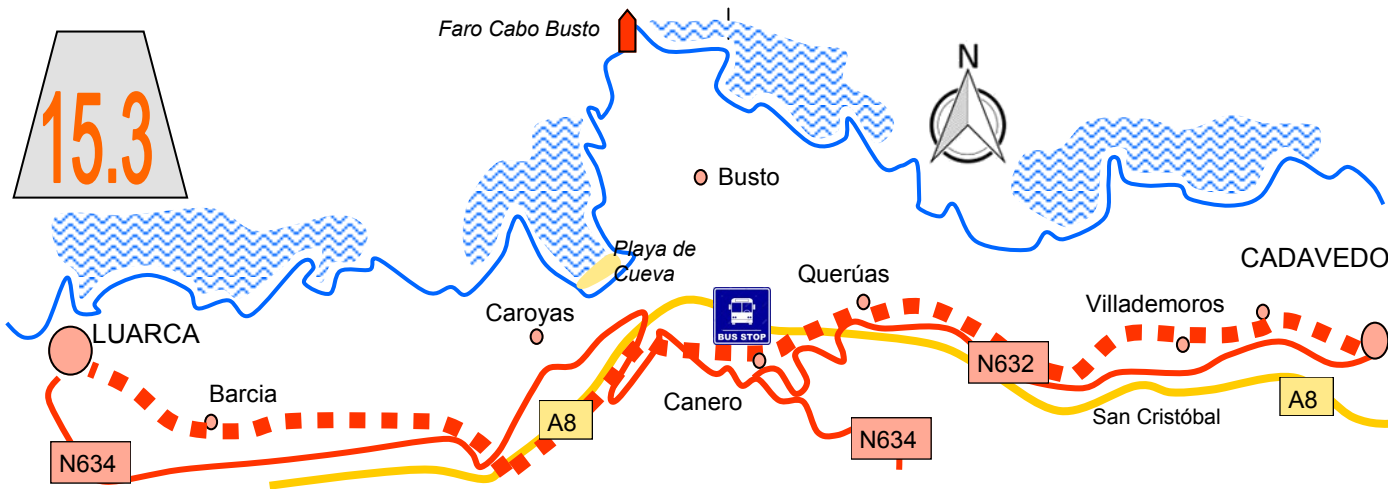 Faro Cabo Busto
15.3
N
Busto
Playa de
Cueva
CADAVEDO
Querúas
Villademoros
Caroyas
BUS STOP
LUARCA
N632
Barcia
Canero
San Cristóbal
A8
A8
N634
N634